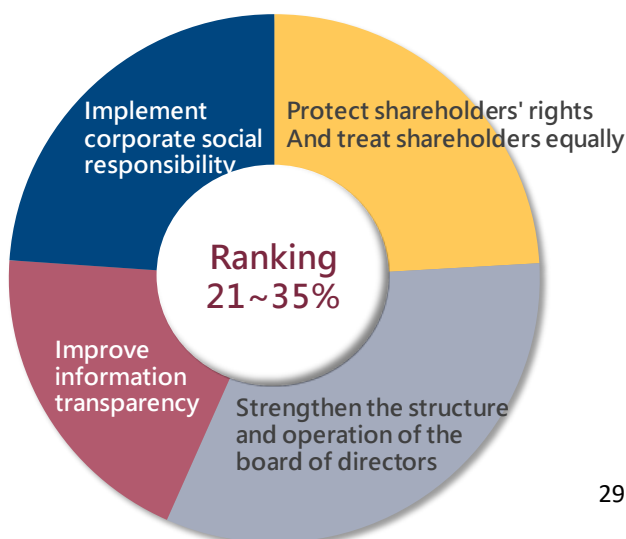 Implement
corporate social
responsibility
Protect shareholders' rights
And treat shareholders equally
Ranking
21~35%
Improve
information
transparency
Strengthen the structure
and operation of the
board of directors
29